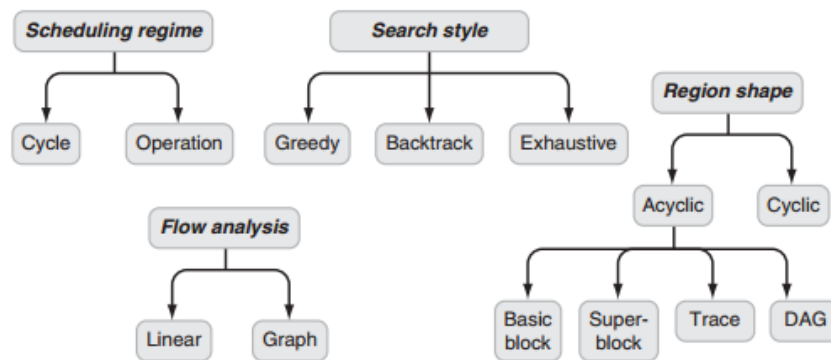 Scheduling regime
Search style
Region shape
Cycle
Operation
Greedy
Backtrack
Exhaustive
Acyclic
Cyclic
Flow analysis
Linear
Graph
Basic
block
Super-
block
Trace
DAG